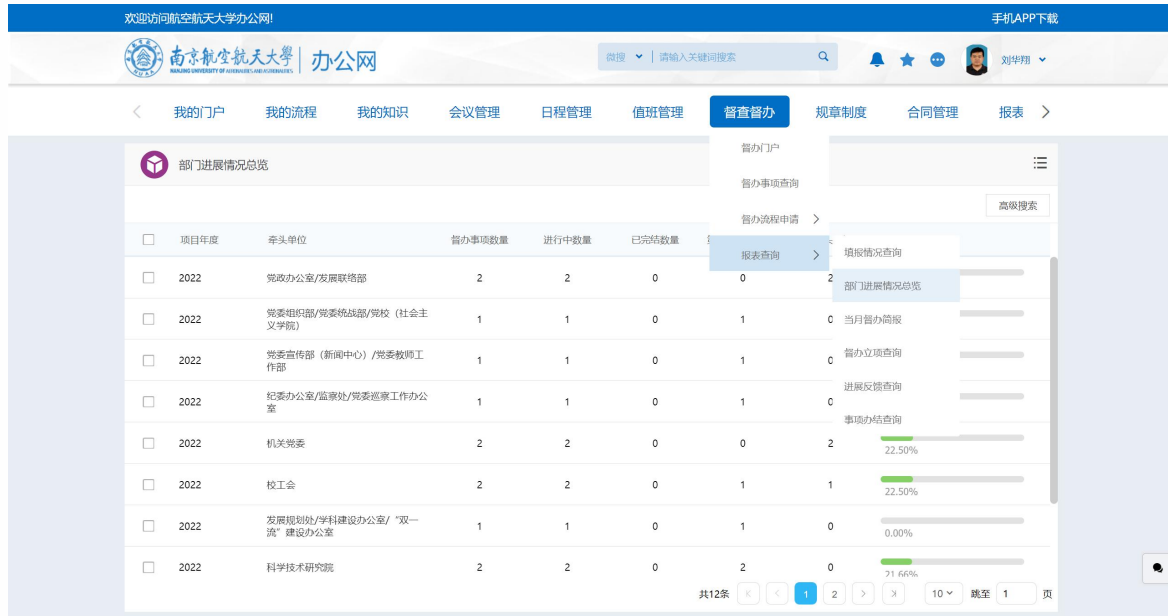 欢迎访问航空航天大学办公网!
手机APP下载
南京航空航天大學 办公网
NANJING UNIVERSITY OF AERONAUTICS AND ASTRONAUTICS
微搜 请输入关键词搜索
刘华翔
我的门户 我的流程 我的知识 会议管理 日程管理 值班管理 督查督办 规章制度 合同管理 报表
督办门户
督办事项查询
督办流程申请
报表查询
填报情况查询
部门进展情况总览
当月督办简报
督办立项查询
进展反馈查询
事项办结查询
部门进展情况总览
高级搜索
项目年度 牵头单位 督办事项数量 进行中数量 已完结数量
2022 党政办公室/发展联络部 2 2 0 0 2
2022 党委组织部/党委统战部/党校（社会主
义学院） 1 1 0 1 0
2022 党委宣传部（新闻中心）/党委教师工
作部 1 1 0 1 0
2022 纪委办公室/监察处/党委巡察工作办公
室 1 1 0 1 0
2022 机关党委 2 2 0 0 2 22.50%
2022 校工会 2 2 0 1 1 22.50%
2022 发展规划处/学科建设办公室/“双一
流”建设办公室 1 1 0 1 0 0.00%
2022 科学技术研究院 2 2 0 2 0 21.66%
共12条 1 2 10 跳至 1 页